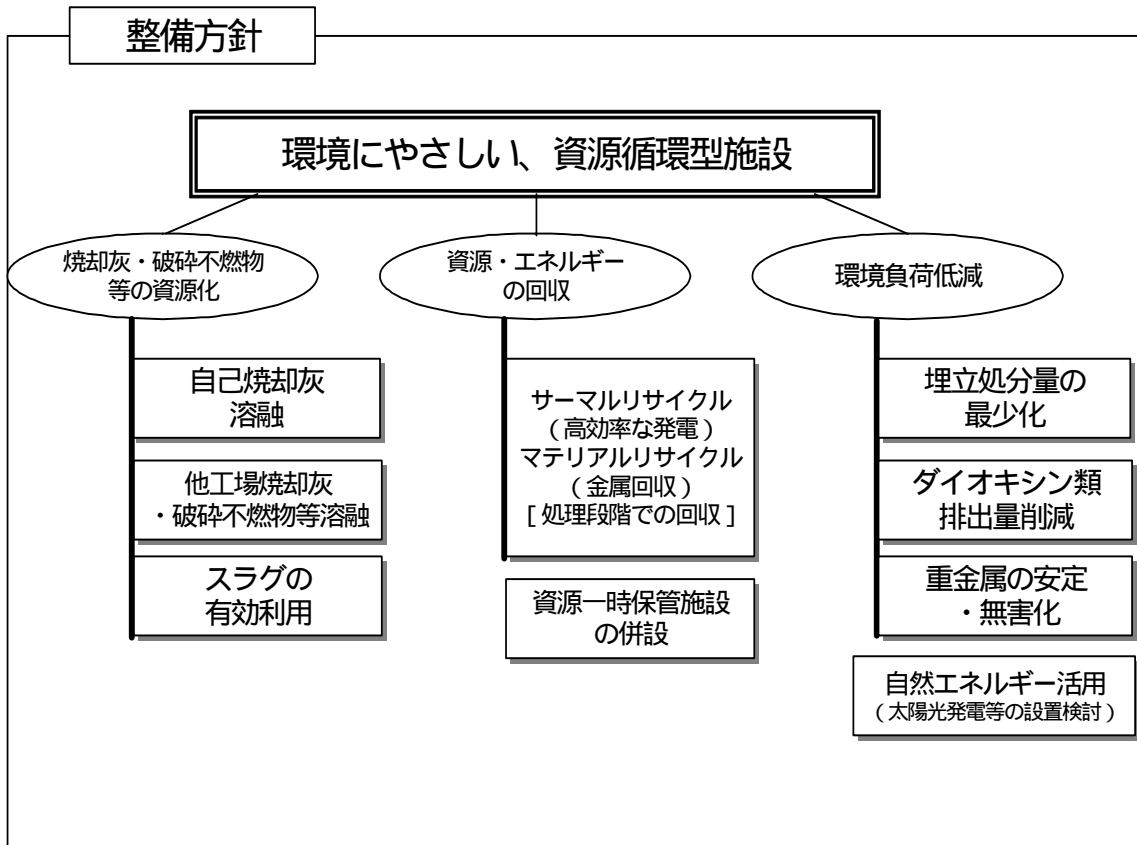 整備方針
環境にやさしい、資源循環型施設
焼却灰・破砕不燃物
等の資源化
自己焼却灰
溶融
他工場焼却灰
・破砕不燃物等溶融
スラグの
有効利用
資源・エネルギー
の回収
サーマルリサイクル
（高効率な発電）
マテリアルリサイクル
（金属回収）
[ 処理段階での回収 ]
資源一時保管施設
の併設
環境負荷低減
埋立処分量の
最少化
ダイオキシン類
排出量削減
重金属の安定
・無害化
自然エネルギー活用
（太陽光発電等の設置検討）